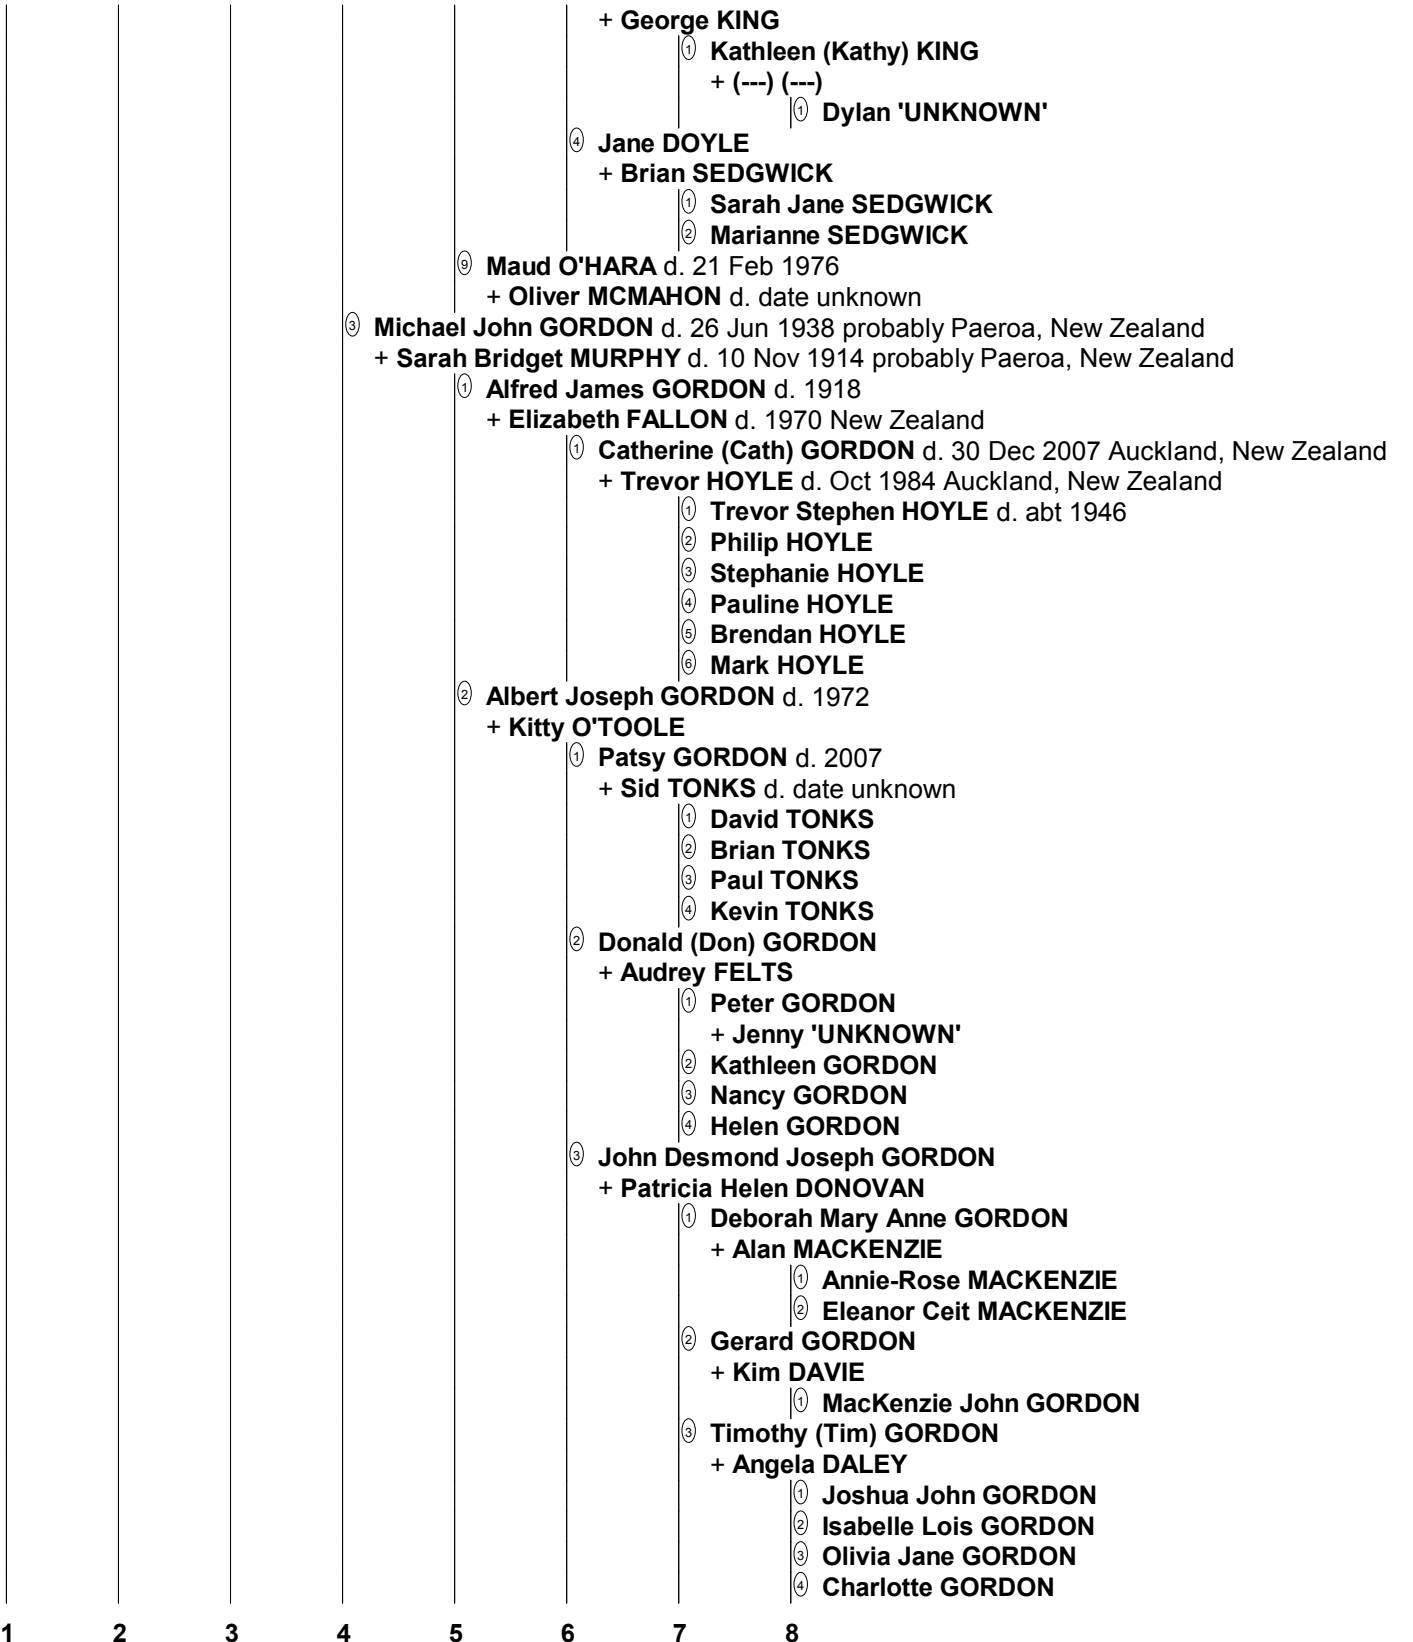 + George KING
① Kathleen (Kathy) KING
+ (---) (---)
① Dylan 'UNKNOWN'
④ Jane DOYLE
+ Brian SEDGWICK
① Sarah Jane SEDGWICK
② Marianne SEDGWICK
⑨ Maud O'HARA d. 21 Feb 1976
+ Oliver MCMAHON d. date unknown
③ Michael John GORDON d. 26 Jun 1938 probably Paeroa, New Zealand
+ Sarah Bridget MURPHY d. 10 Nov 1914 probably Paeroa, New Zealand
① Alfred James GORDON d. 1918
+ Elizabeth FALLON d. 1970 New Zealand
① Catherine (Cath) GORDON d. 30 Dec 2007 Auckland, New Zealand
+ Trevor HOYLE d. Oct 1984 Auckland, New Zealand
① Trevor Stephen HOYLE d. abt 1946
② Philip HOYLE
③ Stephanie HOYLE
④ Pauline HOYLE
⑤ Brendan HOYLE
⑥ Mark HOYLE
② Albert Joseph GORDON d. 1972
+ Kitty O'TOOLE
① Patsy GORDON d. 2007
+ Sid TONKS d. date unknown
① David TONKS
② Brian TONKS
③ Paul TONKS
④ Kevin TONKS
② Donald (Don) GORDON
+ Audrey FELTS
① Peter GORDON
+ Jenny 'UNKNOWN'
② Kathleen GORDON
③ Nancy GORDON
④ Helen GORDON
③ John Desmond Joseph GORDON
+ Patricia Helen DONOVAN
① Deborah Mary Anne GORDON
+ Alan MACKENZIE
① Annie-Rose MACKENZIE
② Eleanor Ceit MACKENZIE
② Gerard GORDON
+ Kim DAVIE
① MacKenzie John GORDON
③ Timothy (Tim) GORDON
+ Angela DALEY
① Joshua John GORDON
② Isabelle Lois GORDON
③ Olivia Jane GORDON
④ Charlotte GORDON
1 2 3 4 5 6 7 8